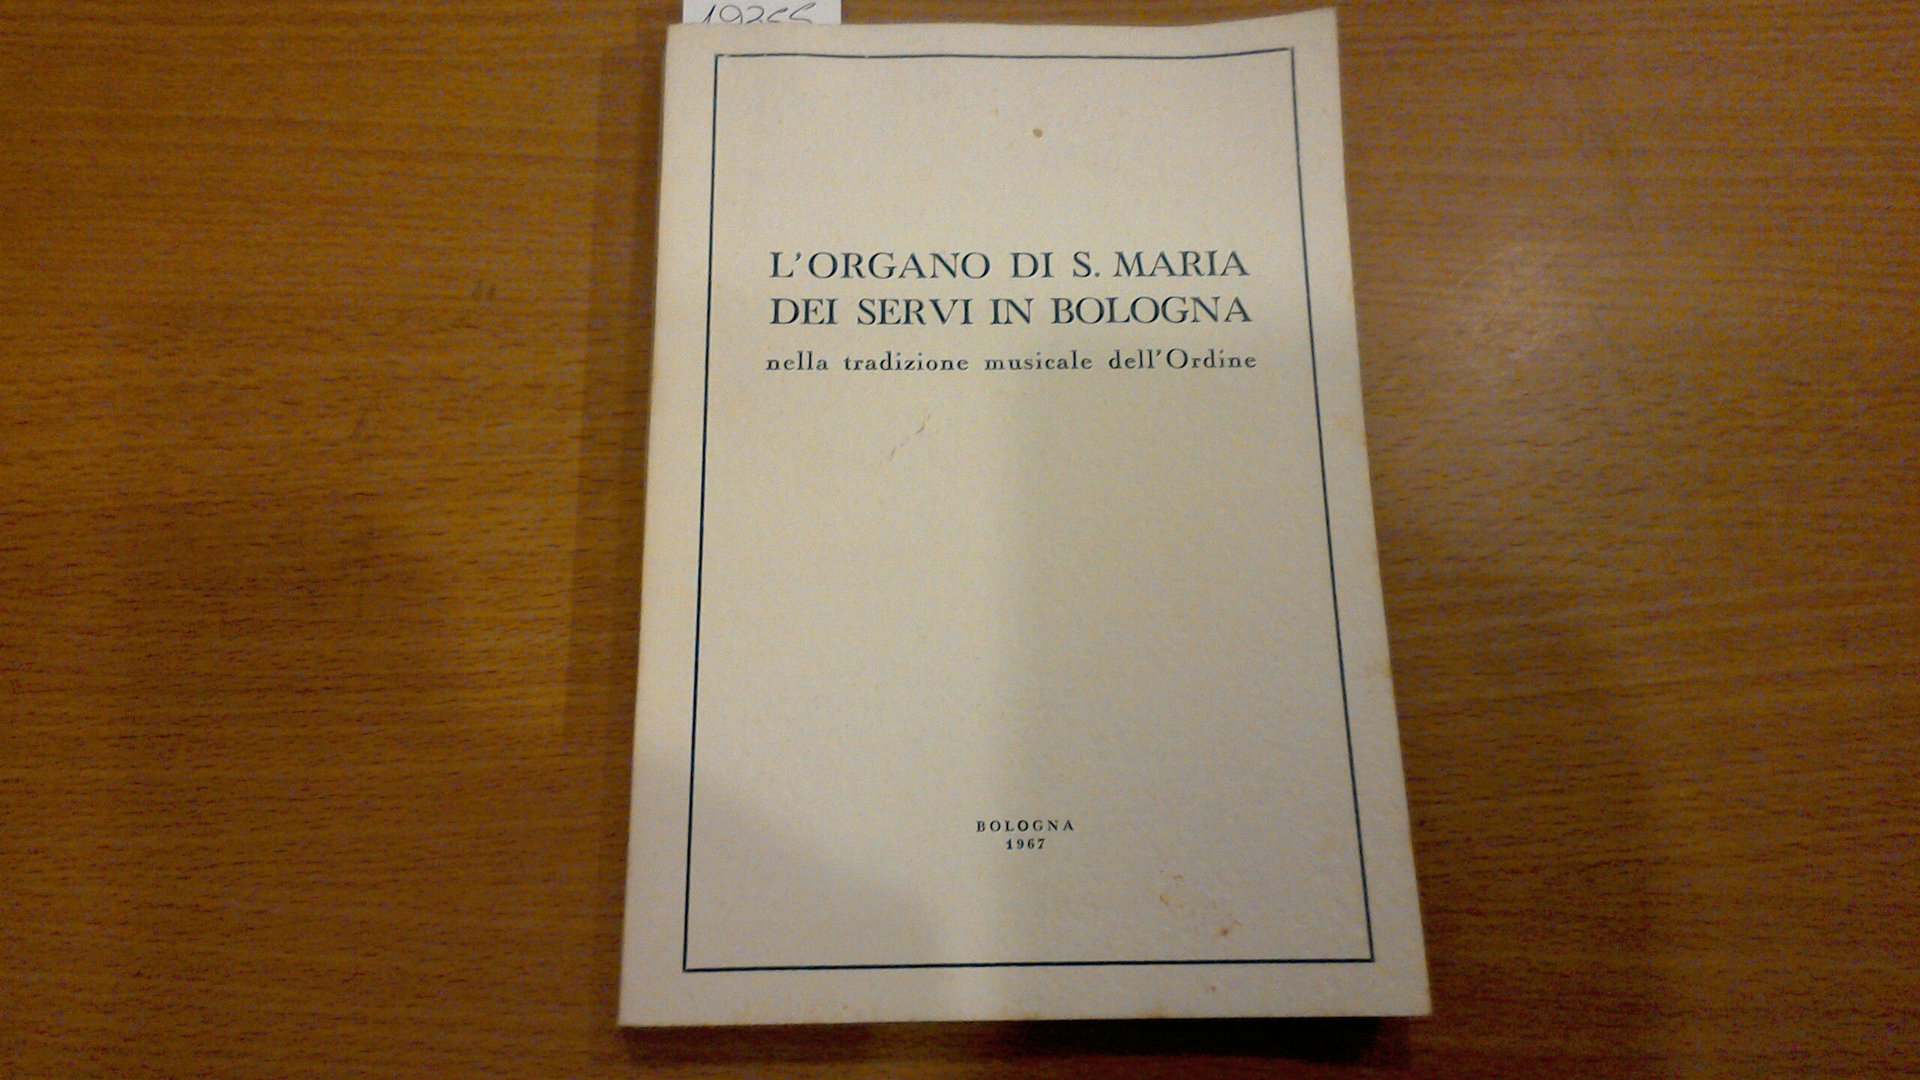 L'ORGANO DI S. MARIA
DEI SERVI IN BOLOGNA
nella tradizione musicale dell'Ordine
BOLOGNA
1967